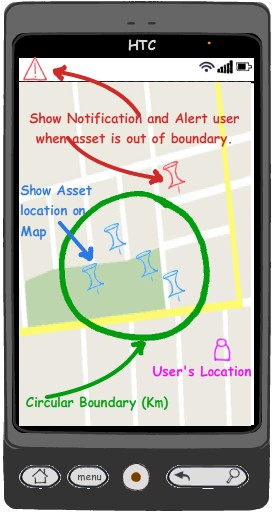 HTC
Show Notification and Alert user
when asset is out of boundary.
Show Asset
location on
Map
User's Location
Circular Boundary (Km)
menu